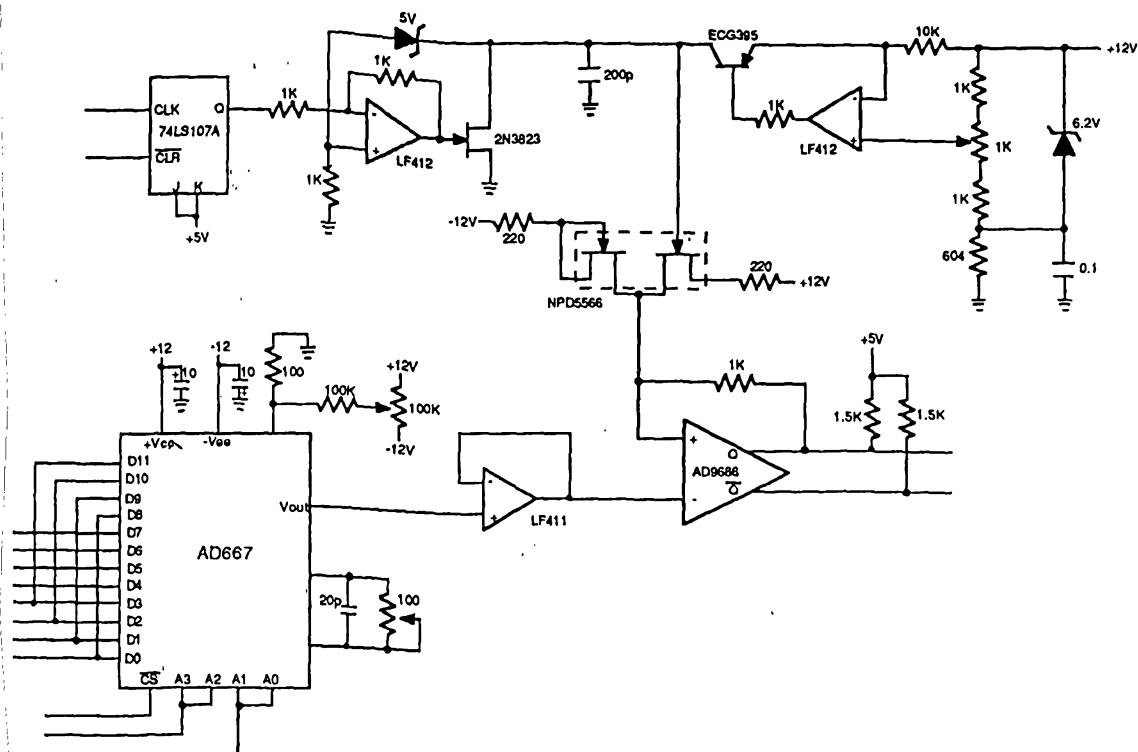 5V
ECG395
10K
+12V
200p
1K
1K
1K
CLK
Q
74LS107A
CLR
J K
+5V
-
+
LF412
2N3823
1K
1K
-
+
LF412
1K
1K
6.2V
604
0.1
-12V
220
NPD5566
220
+12V
+12
-12
+10
10
+
100
100K
+12V
100K
-12V
1K
+5V
1.5K
1.5K
+Vcc
-Vee
D11
D10
D9
D8
D7
D6
D5
D4
D3
D2
D1
D0
Vout
AD667
-
+
LF411
+
-
Q
AD9686
Q
20p
100
CS
A3
A2
A1
A0